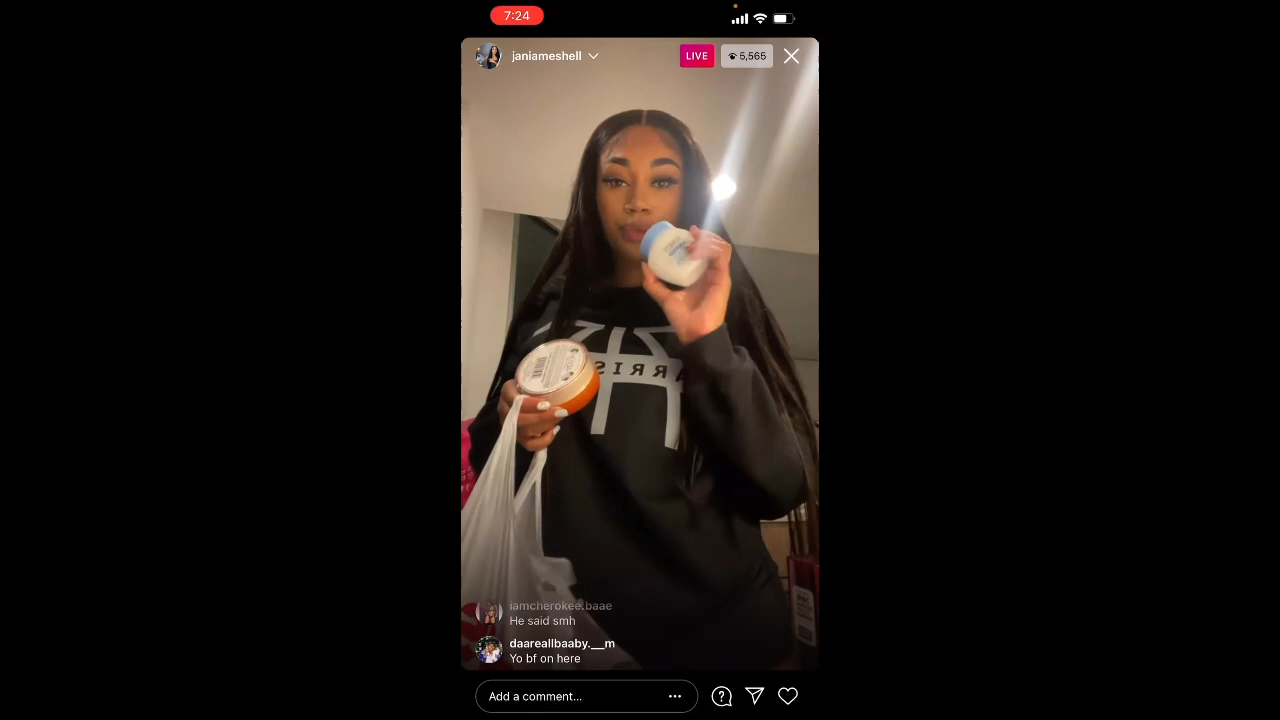 7:24
janiameshell
LIVE
5,565
iamcherokee.baae
He said smh
daareallbaaby.__m
Yo bf on here
Add a comment...